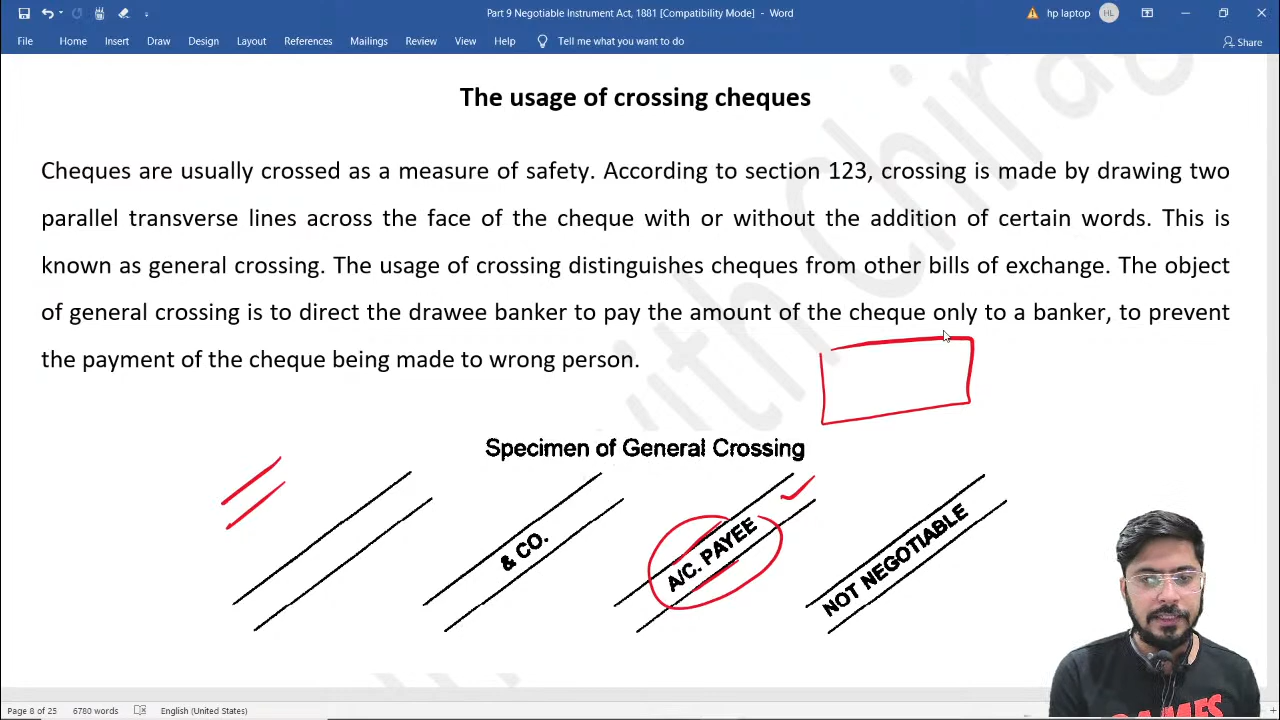 Part 9 Negotiable Instrument Act, 1881 [Compatibility Mode] - Word
hp laptop
HL
File Home Insert Draw Design Layout References Mailings Review View Help Tell me what you want to do
Share
The usage of crossing cheques
Cheques are usually crossed as a measure of safety. According to section 123, crossing is made by drawing two
parallel transverse lines across the face of the cheque with or without the addition of certain words. This is
known as general crossing. The usage of crossing distinguishes cheques from other bills of exchange. The object
of general crossing is to direct the drawee banker to pay the amount of the cheque only to a banker, to prevent
the payment of the cheque being made to wrong person.
Specimen of General Crossing
& CO.
A/C. PAYEE
NOT NEGOTIABLE
with Chirag
GAMES
Page 8 of 25 6780 words English (United States)